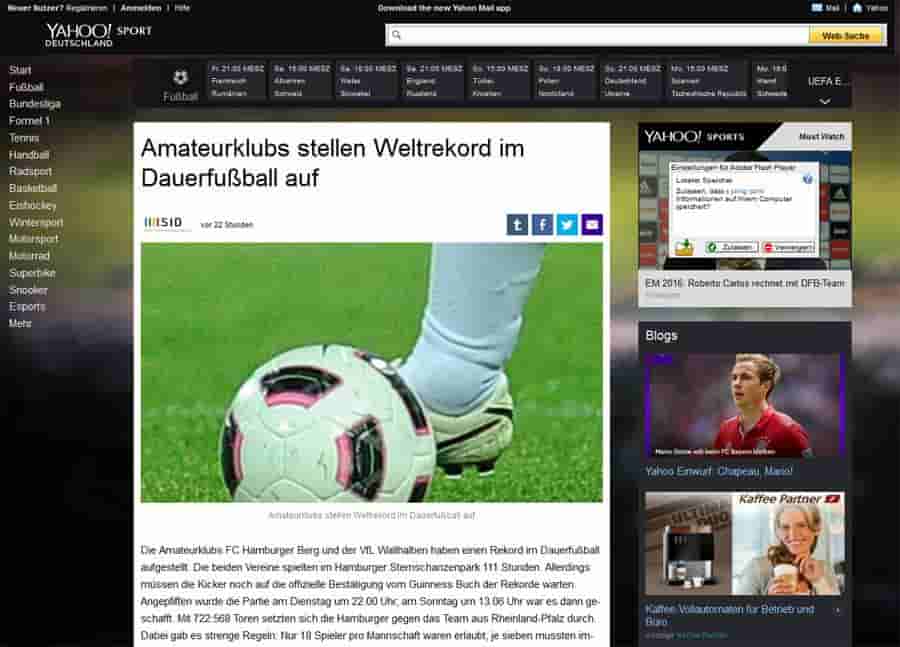 Neuer Nutzer? Registrieren | Anmelden | Hilfe
Download the new Yahoo Mail app
Mail | Yahoo
YAHOO! SPORT
DEUTSCHLAND
Web-Suche
Start
Fußball
Bundesliga
Formel 1
Tennis
Handball
Radsport
Basketball
Eishockey
Wintersport
Motorsport
Motorrad
Superbike
Snooker
Esports
Mehr
Fußball
Fr, 21:00 MESZ
Frankreich
Rumänien
Sa, 15:00 MESZ
Albanien
Schweiz
Sa, 18:00 MESZ
Wales
Slowakei
Sa, 21:00 MESZ
England
Russland
So, 15:00 MESZ
Türkei
Kroatien
So, 18:00 MESZ
Polen
Nordirland
So, 21:00 MESZ
Deutschland
Ukraine
Mo, 15:00 MESZ
Spanien
Tschechische Republik
Mo, 18:0
Irland
Schwede
UEFA E...
Amateurklubs stellen Weltrekord im
Dauerfußball auf
SID
vor 22 Stunden
Amateurklubs stellen Weltrekord im Dauerfußball auf
Die Amateurklubs FC Hamburger Berg und der VfL Wallhalben haben einen Rekord im Dauerfußball
aufgestellt. Die beiden Vereine spielten im Hamburger Sternschanzenpark 111 Stunden. Allerdings
müssen die Kicker noch auf die offizielle Bestätigung vom Guinness Buch der Rekorde warten.
Angepfiffen wurde die Partie am Dienstag um 22.00 Uhr, am Sonntag um 13.06 Uhr war es dann ge-
schafft. Mit 722:568 Toren setzten sich die Hamburger gegen das Team aus Rheinland-Pfalz durch.
Dabei gab es strenge Regeln: Nur 18 Spieler pro Mannschaft waren erlaubt, je sieben mussten im-
YAHOO! SPORTS
Must Watch
Einstellungen für Adobe Flash Player
Lokaler Speicher
Zulassen, dass s.yimg.com
Informationen auf Ihrem Computer
speichert?
Zulassen
Verweigern
EM 2016: Roberto Carlos rechnet mit DFB-Team
Blogs
Mario Götze will beim FC Bayern bleiben
Yahoo Einwurf: Chapeau, Mario!
Kaffee Partner
Kaffee Vollautomaten für Betrieb und
Büro
Anzeige Kaffee Partner